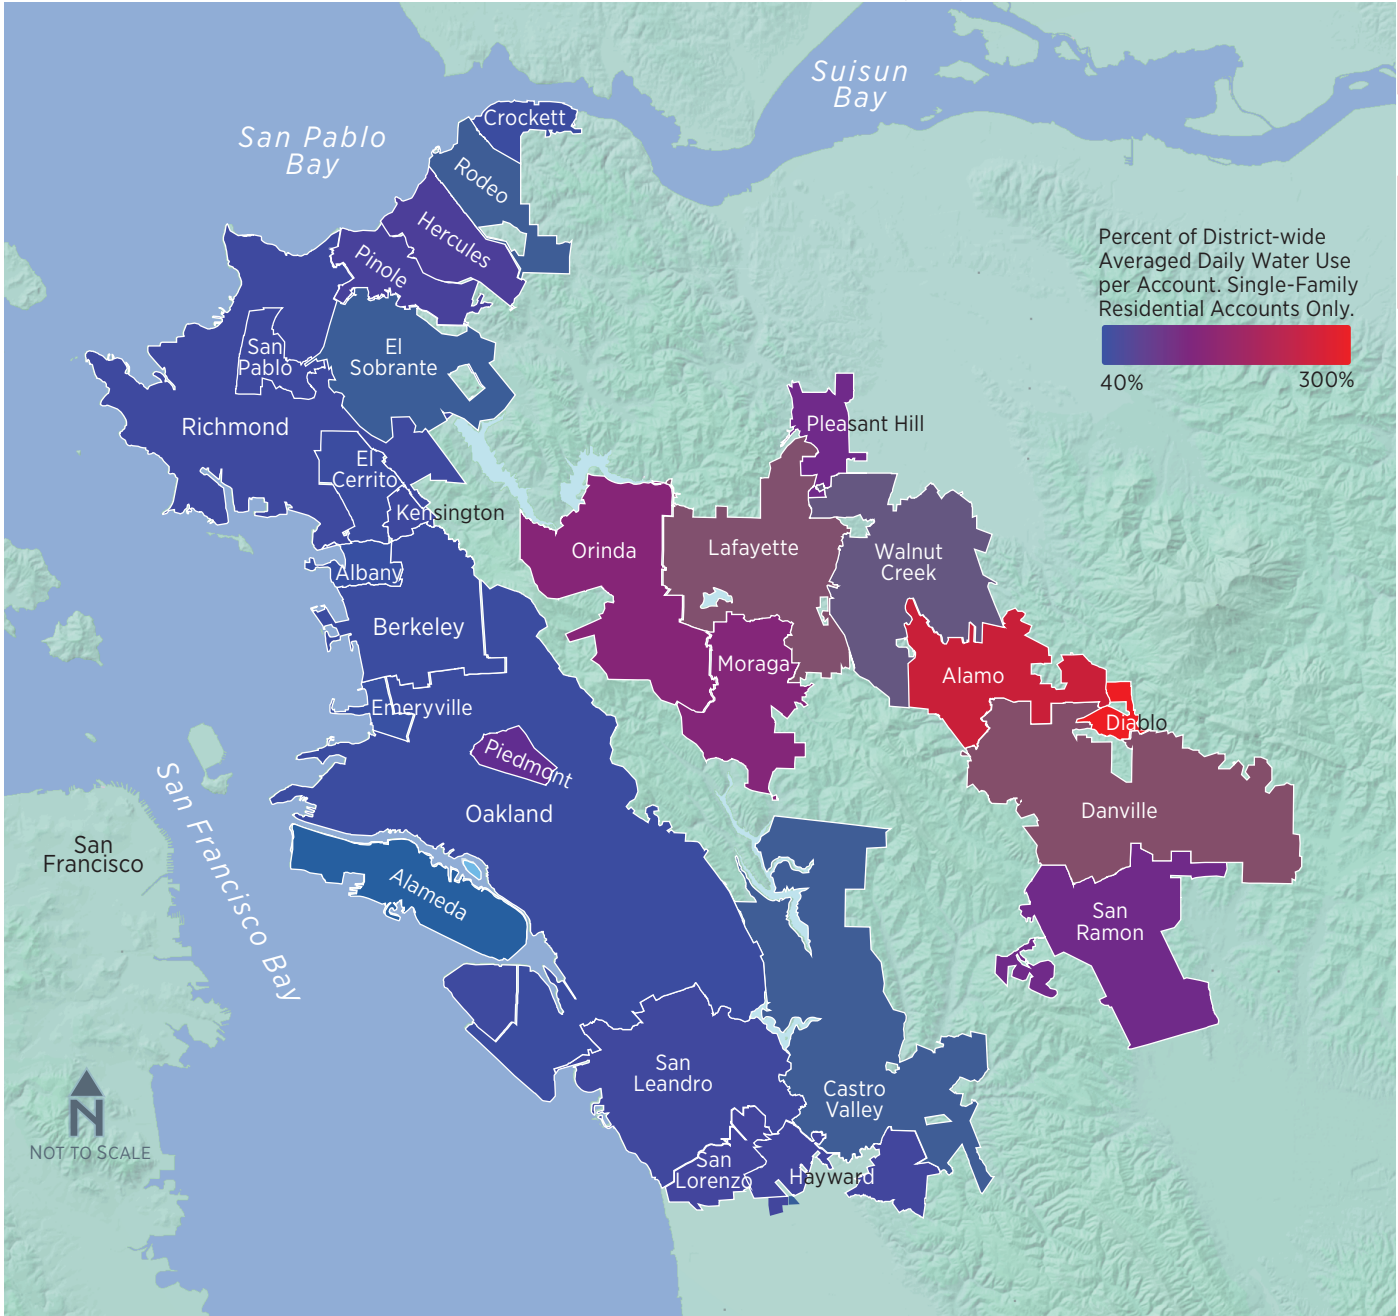 Suisun
Bay
Crockett
San Pablo
Bay
Rodeo
Hercules
Pinole
Percent of District-wide
Averaged Daily Water Use
per Account. Single-Family
Residential Accounts Only.
40%
300%
San
Pablo
El
Sobrante
Richmond
Pleasant Hill
El
Cerrito
Kensington
Orinda
Lafayette
Walnut
Creek
Albany
Berkeley
Moraga
Alamo
Emeryville
Diablo
Piedmont
Oakland
Danville
San
Francisco
San Francisco Bay
Alameda
San
Ramon
San
Leandro
Castro
Valley
N
NOT TO SCALE
San
Lorenzo
Hayward